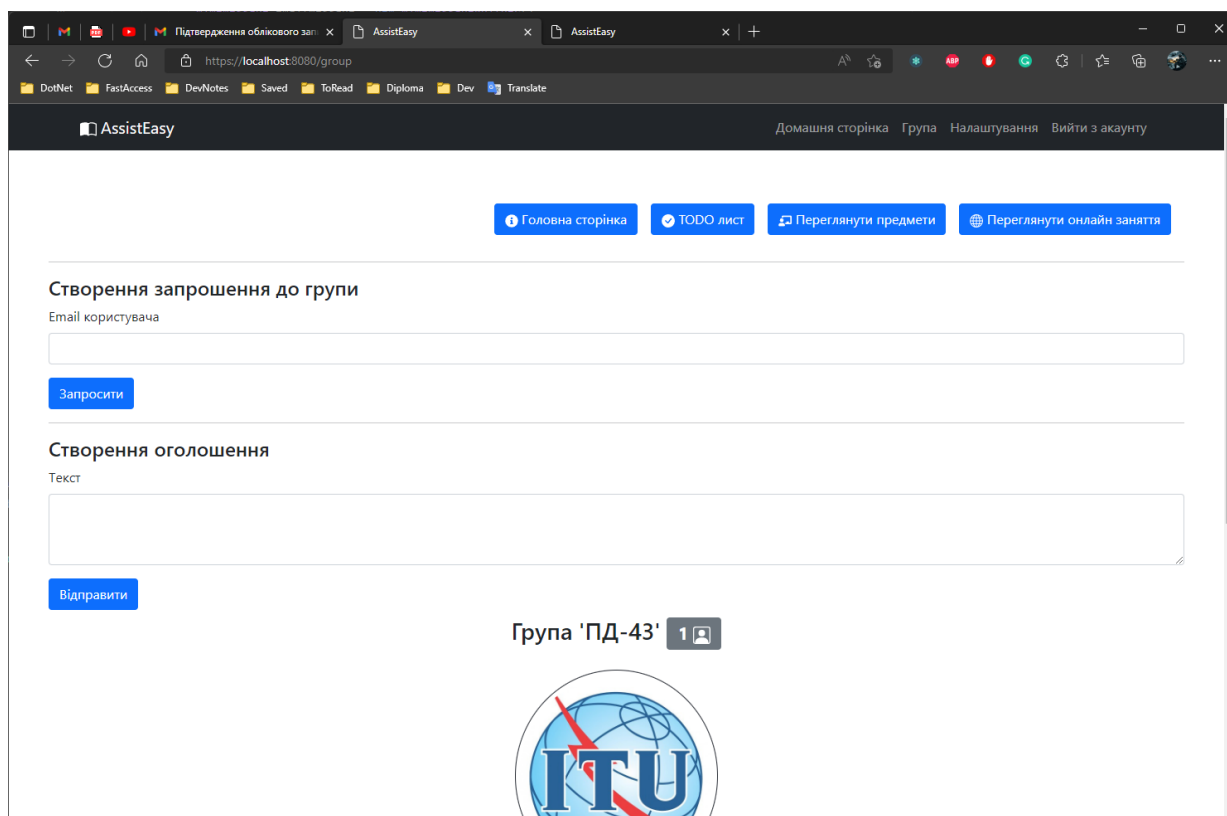 Підтвердження облікового зап
AssistEasy
AssistEasy
https://localhost:8080/group
DotNet FastAccess DevNotes Saved ToRead Diploma Dev Translate
AssistEasy
Домашня сторінка Група Налаштування Вийти з акаунту
Головна сторінка TODO лист Переглянути предмети Переглянути онлайн заняття
Створення запрошення до групи
Email користувача
Запросити
Створення оголошення
Текст
Відправити
Група 'ПД-43' 1
ITU